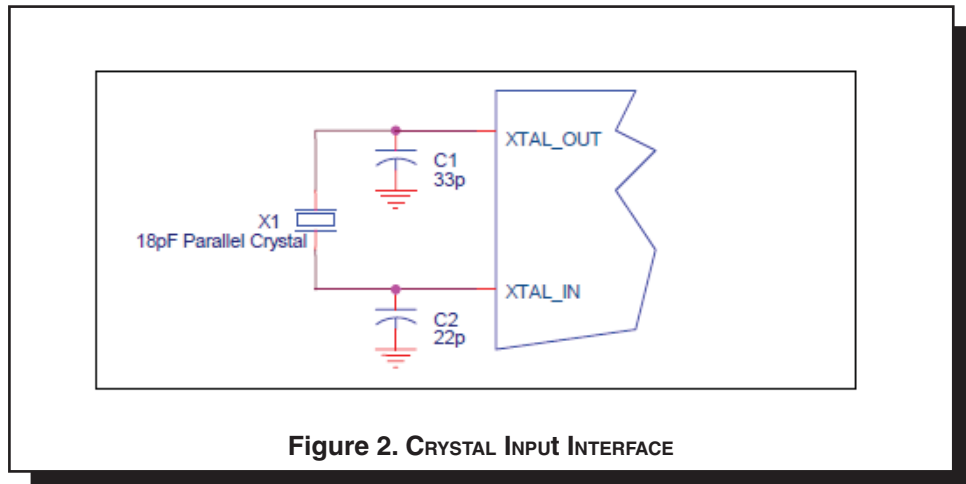 XTAL_OUT
C1
33p
X1
18pF Parallel Crystal
XTAL_IN
C2
22p
Figure 2. CRYSTAL INPUt INTERFACE